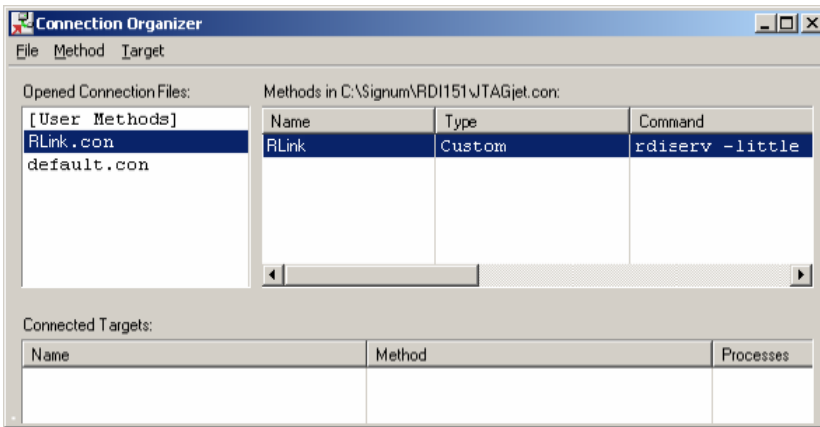 Connection Organizer
File Method Target
Opened Connection Files:
[User Methods]
RLink.con
default.con
Methods in C:\Signum\RDI151\JTAGjet.con:
Name Type Command
RLink Custom rdiserv -little
Connected Targets:
Name Method Processes